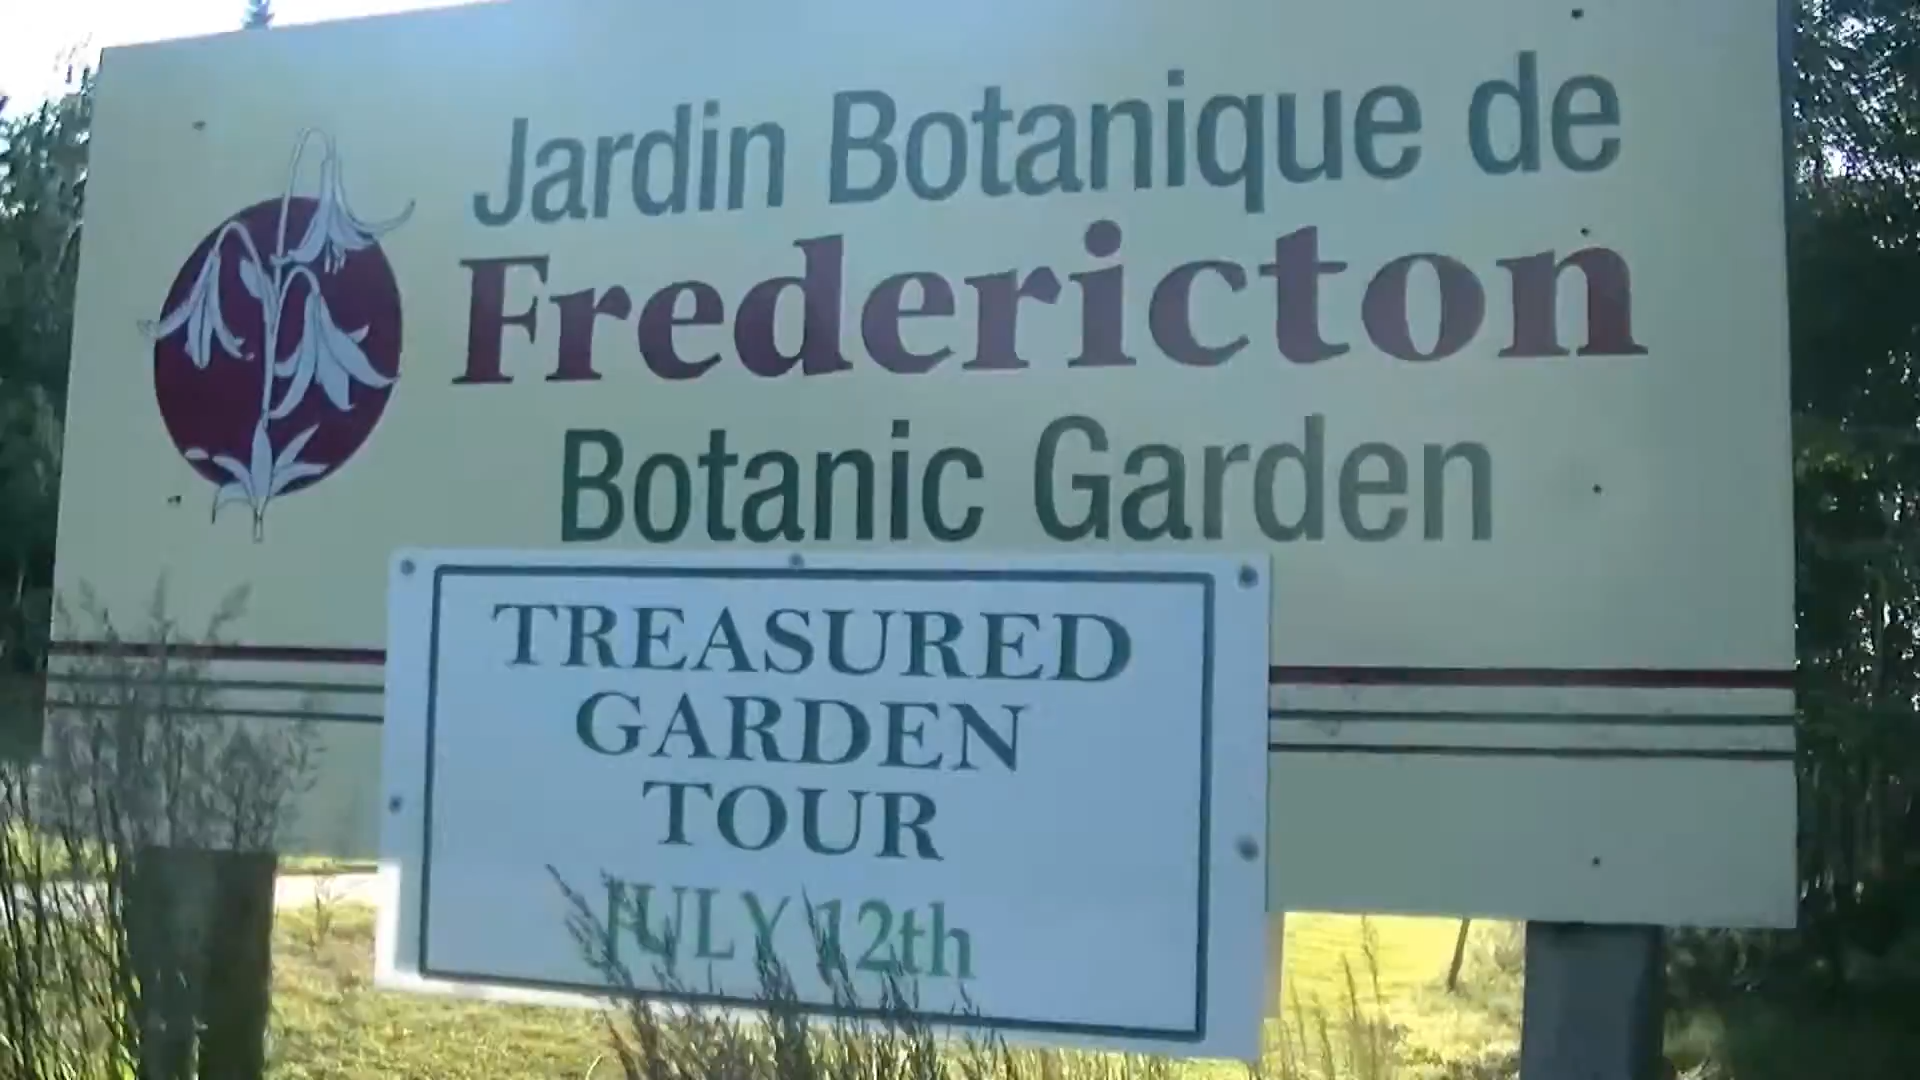 Jardin Botanique de
Fredericton
Botanic Garden
TREASURED
GARDEN
TOUR
JULY 12th